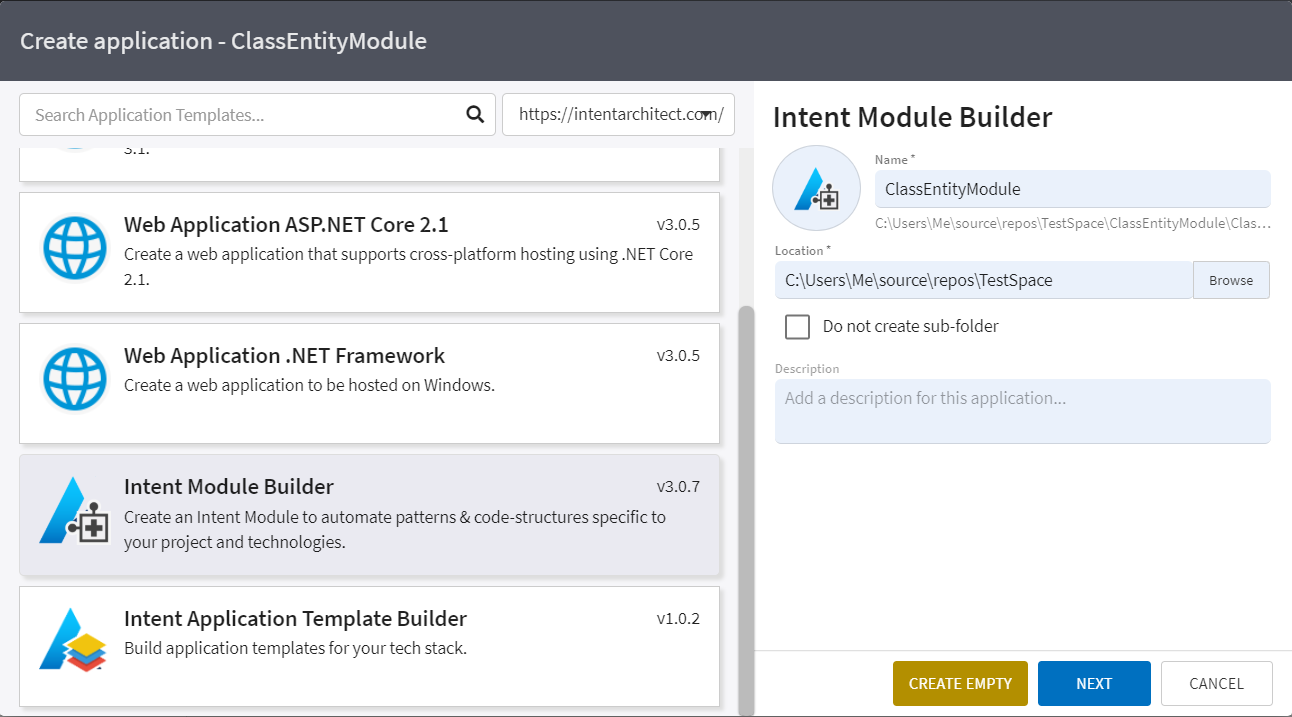 Create application - ClassEntityModule
Search Application Templates...
https://intentarchitect.com/
3.1.
Web Application ASP.NET Core 2.1
v3.0.5
Create a web application that supports cross-platform hosting using .NET Core
2.1.
Web Application .NET Framework
v3.0.5
Create a web application to be hosted on Windows.
Intent Module Builder
v3.0.7
Create an Intent Module to automate patterns & code-structures specific to
your project and technologies.
Intent Application Template Builder
v1.0.2
Build application templates for your tech stack.
Intent Module Builder
Name *
ClassEntityModule
C:\Users\Me\source\repos\TestSpace\ClassEntityModule\Clas...
Location *
C:\Users\Me\source\repos\TestSpace
Browse
Do not create sub-folder
Description
Add a description for this application...
CREATE EMPTY
NEXT
CANCEL